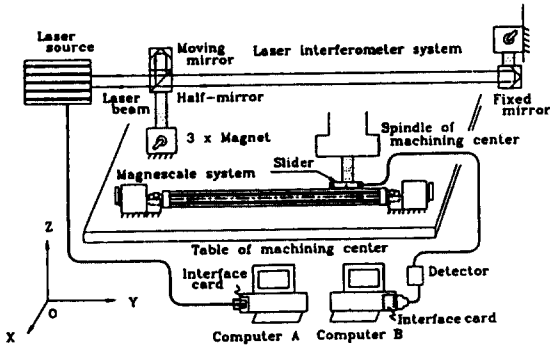 Laser
source
Moving
mirror
Laser interferometer system
Laser
beam
Half-mirror
Fixed
mirror
3 x Magnet
Spindle of
machining center
Slider
Magnescale system
Table of machining center
Z
Y
X
O
Interface
card
Detector
Interface card
Computer A
Computer B